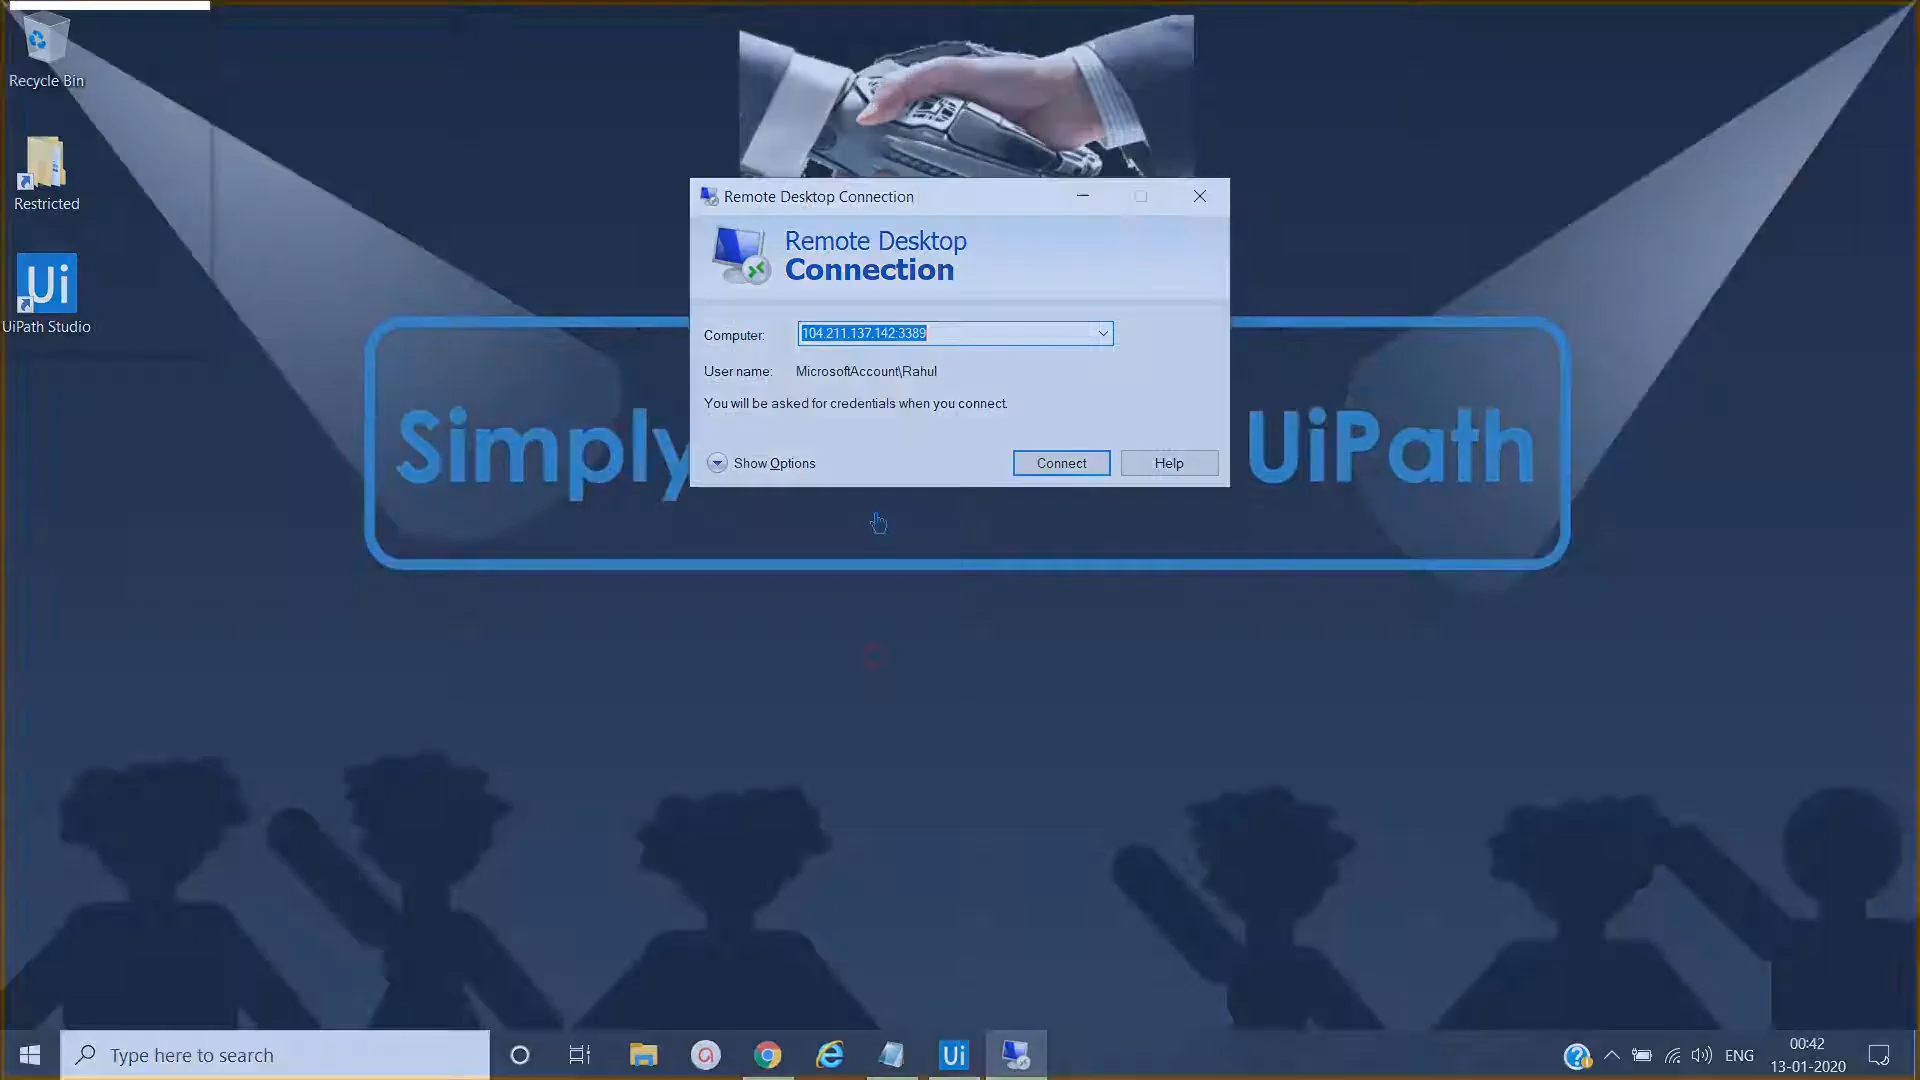 Recycle Bin
Restricted
Ui
UiPath Studio
Remote Desktop Connection
Remote Desktop
Connection
Computer:
104.211.137.142:3389
User name:
MicrosoftAccount\Rahul
You will be asked for credentials when you connect.
Show Options
Connect
Help
Simply
UiPath
Type here to search
Ui
ENG
00:42
13-01-2020